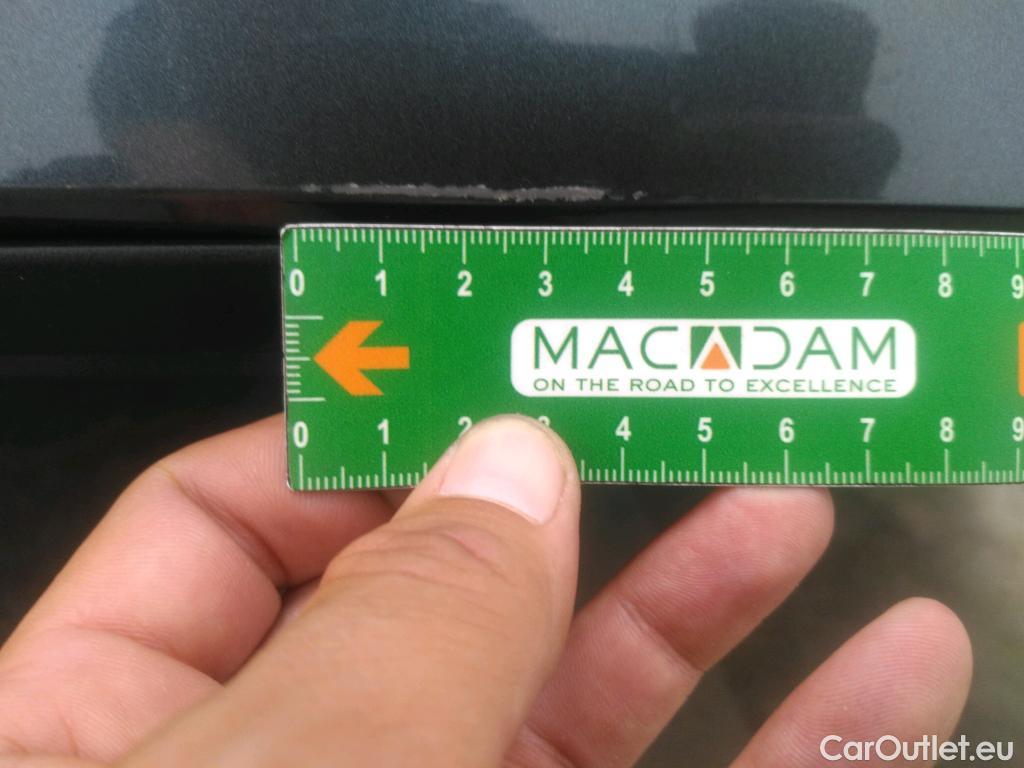 0 1 2 3 4 5 6 7 8 9
MACADAM
ON THE ROAD TO EXCELLENCE
0 1 2 3 4 5 6 7 8 9
CarOutlet.eu